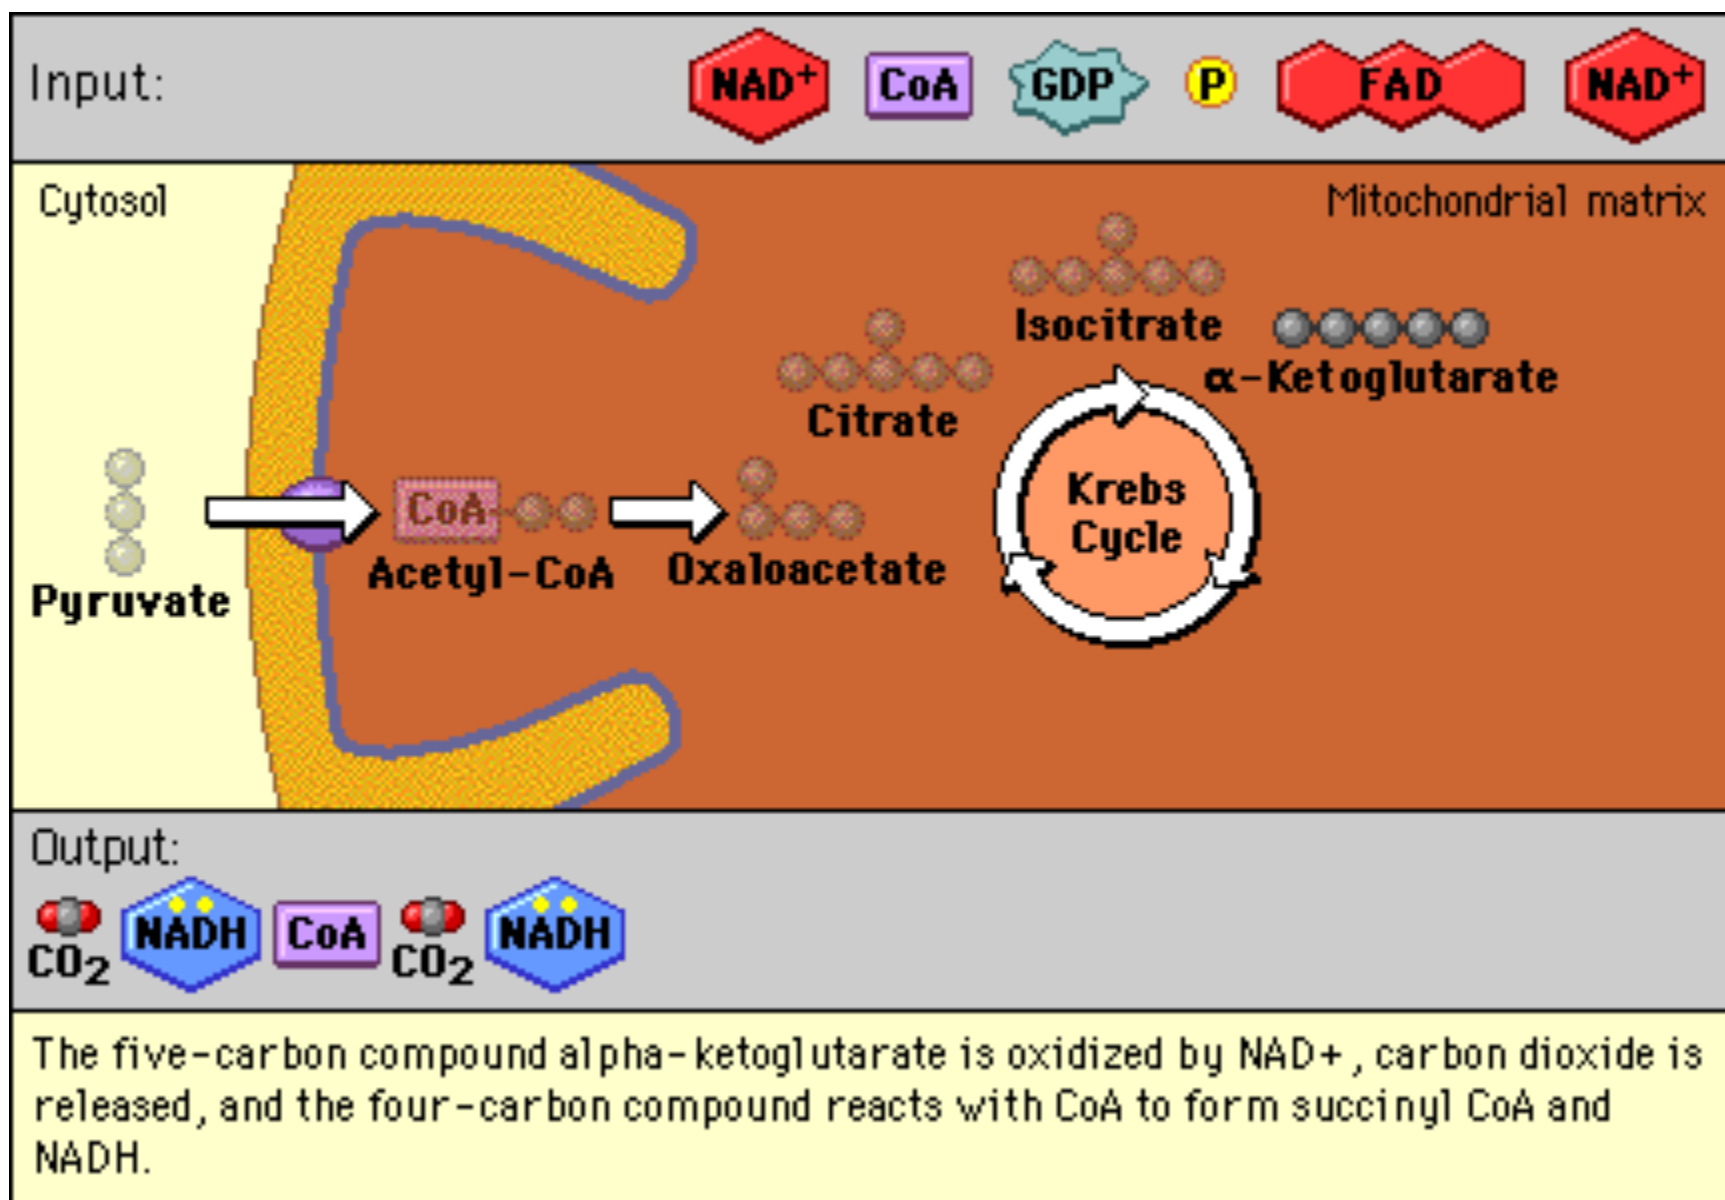 Input:
NAD+ CoA GDP P FAD NAD+
Cytosol
Mitochondrial matrix
Isocitrate
α-Ketoglutarate
Citrate
Krebs
Cycle
CoA
Acetyl-CoA
Oxaloacetate
Pyruvate
Output:
CO2 NADH CoA CO2 NADH
The five-carbon compound alpha-ketoglutarate is oxidized by NAD+, carbon dioxide is
released, and the four-carbon compound reacts with CoA to form succinyl CoA and
NADH.